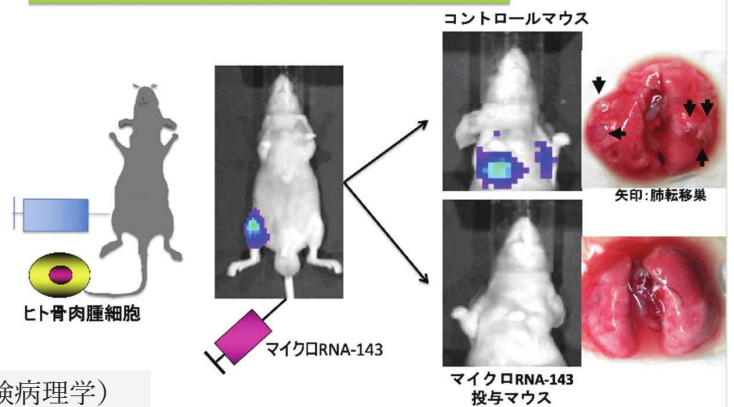 コントロールマウス
矢印:肺転移巣
ヒト骨肉腫細胞
マイクロRNA-143
マイクロRNA-143
投与マウス
病理学)